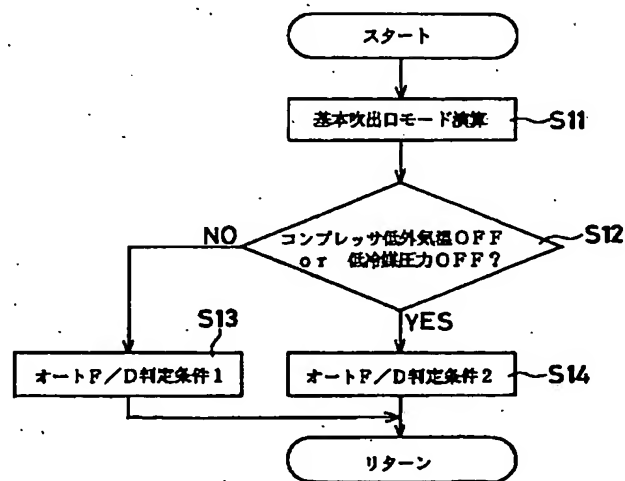 スタート
基本吹出口モード演算
S11
コンプレッサ低外気温OFF
or 低冷媒圧力OFF?
S12
NO
YES
S13
オートF/D判定条件1
オートF/D判定条件2
S14
リターン